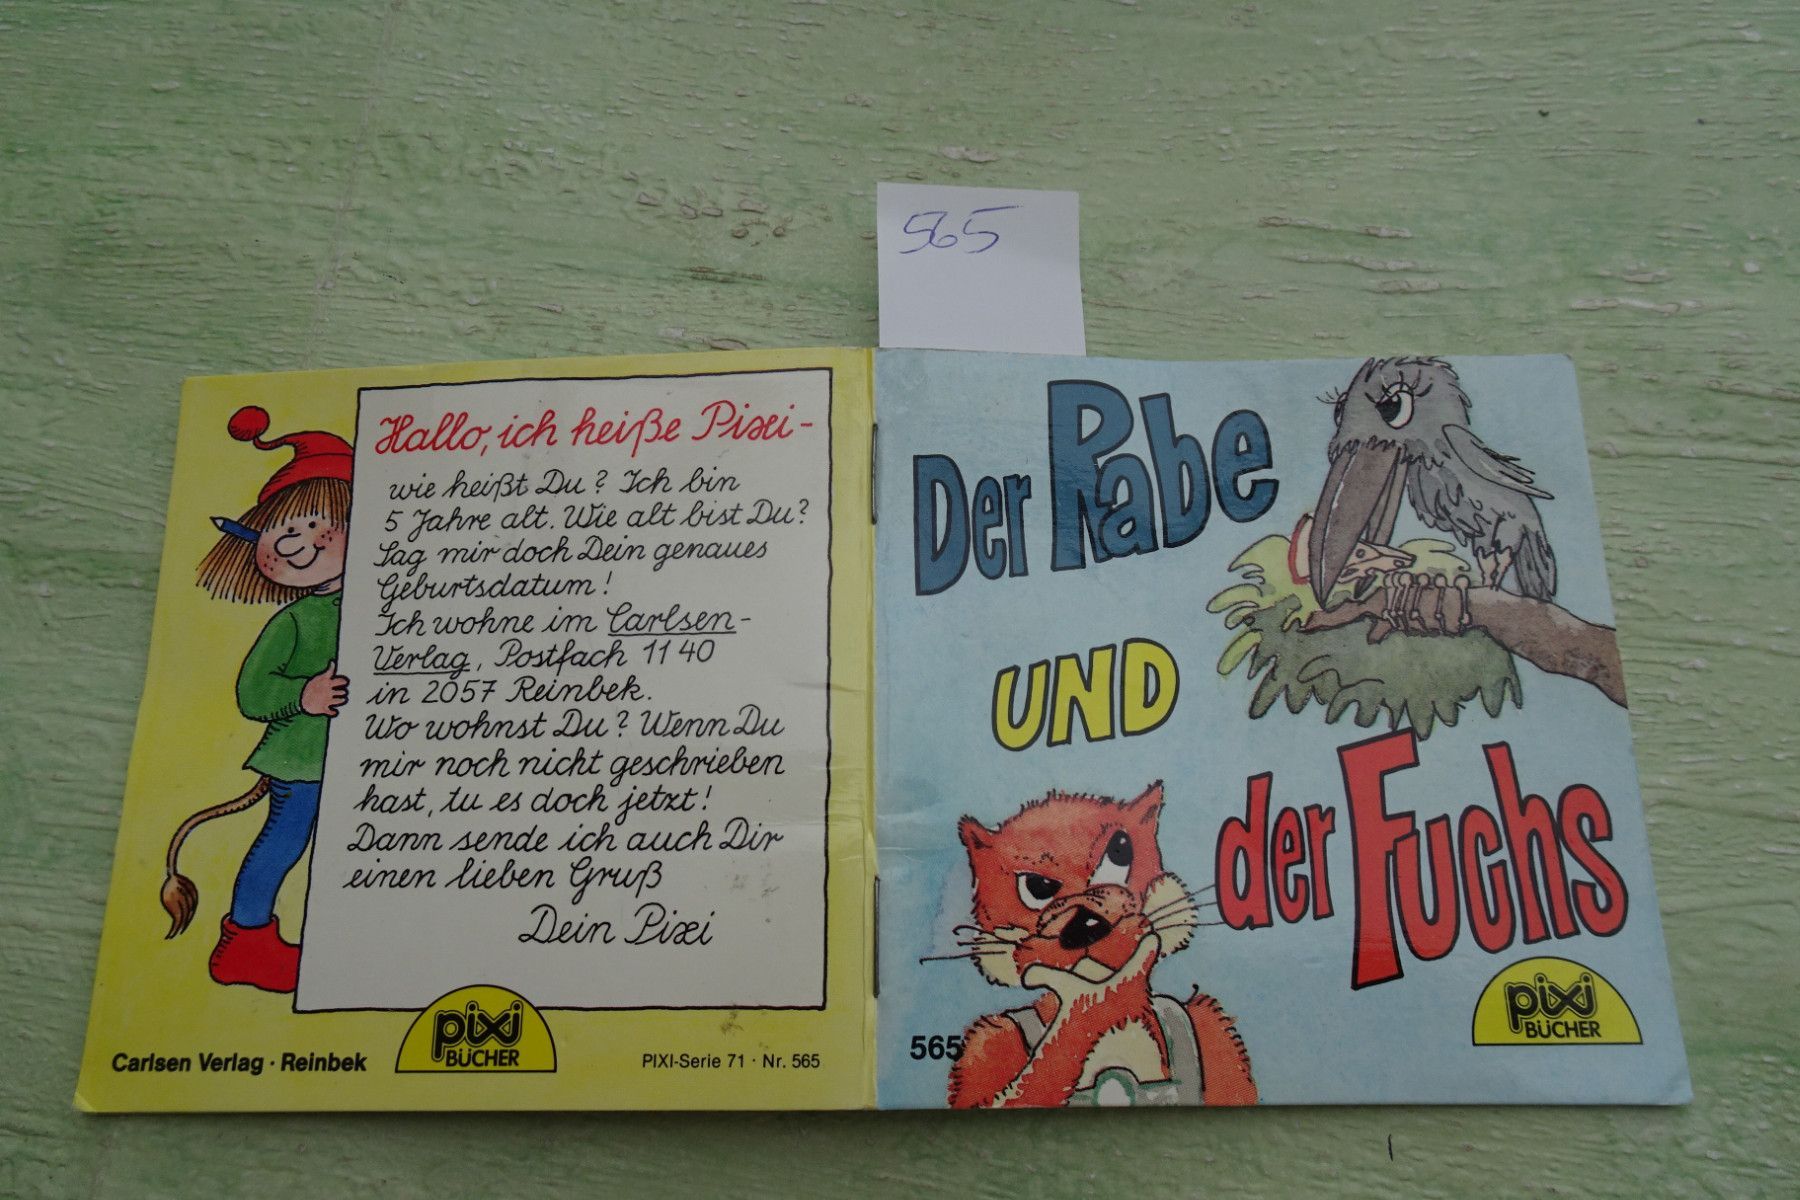 565
Hallo, ich heiße Pixi-
wie heißt Du? Ich bin
5 Jahre alt. Wie alt bist Du?
Sag mir doch Dein genaues
Geburtsdatum!
Ich wohne im Carlsen-
Verlag, Postfach 11 40
in 2057 Reinbek.
Wo wohnst Du? Wenn Du
mir noch nicht geschrieben
hast, tu es doch jetzt!
Dann sende ich auch Dir
einen lieben Gruß
Dein Pixi
Carlsen Verlag · Reinbek
pixi
BÜCHER
PIXI-Serie 71 · Nr. 565
Der Rabe
UND
der Fuchs
565
pixi
BÜCHER